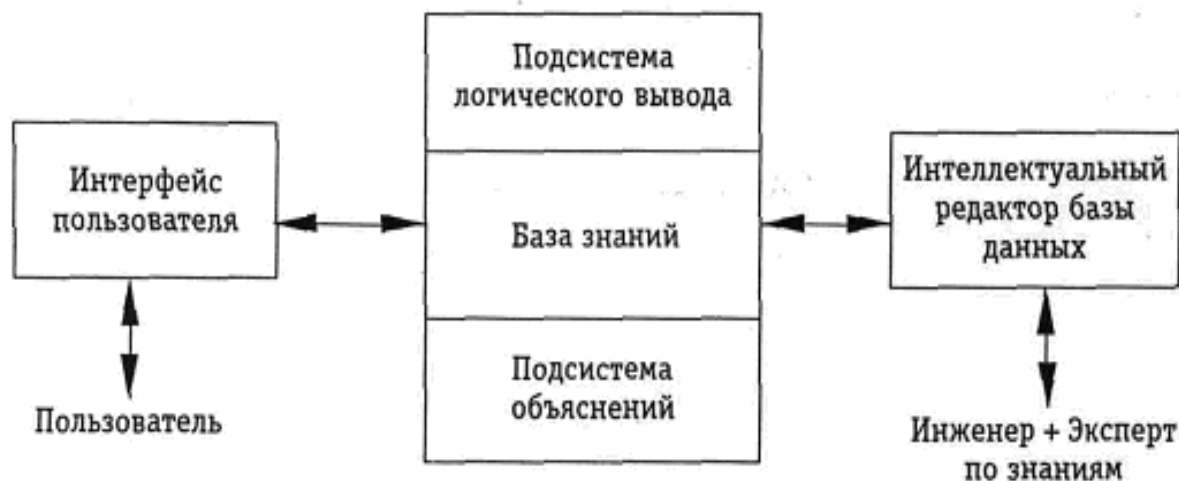 Подсистема
логического вывода
Интерфейс
пользователя
База знаний
Интеллектуальный
редактор базы
данных
Подсистема
объяснений
Пользователь
Инженер + Эксперт
по знаниям